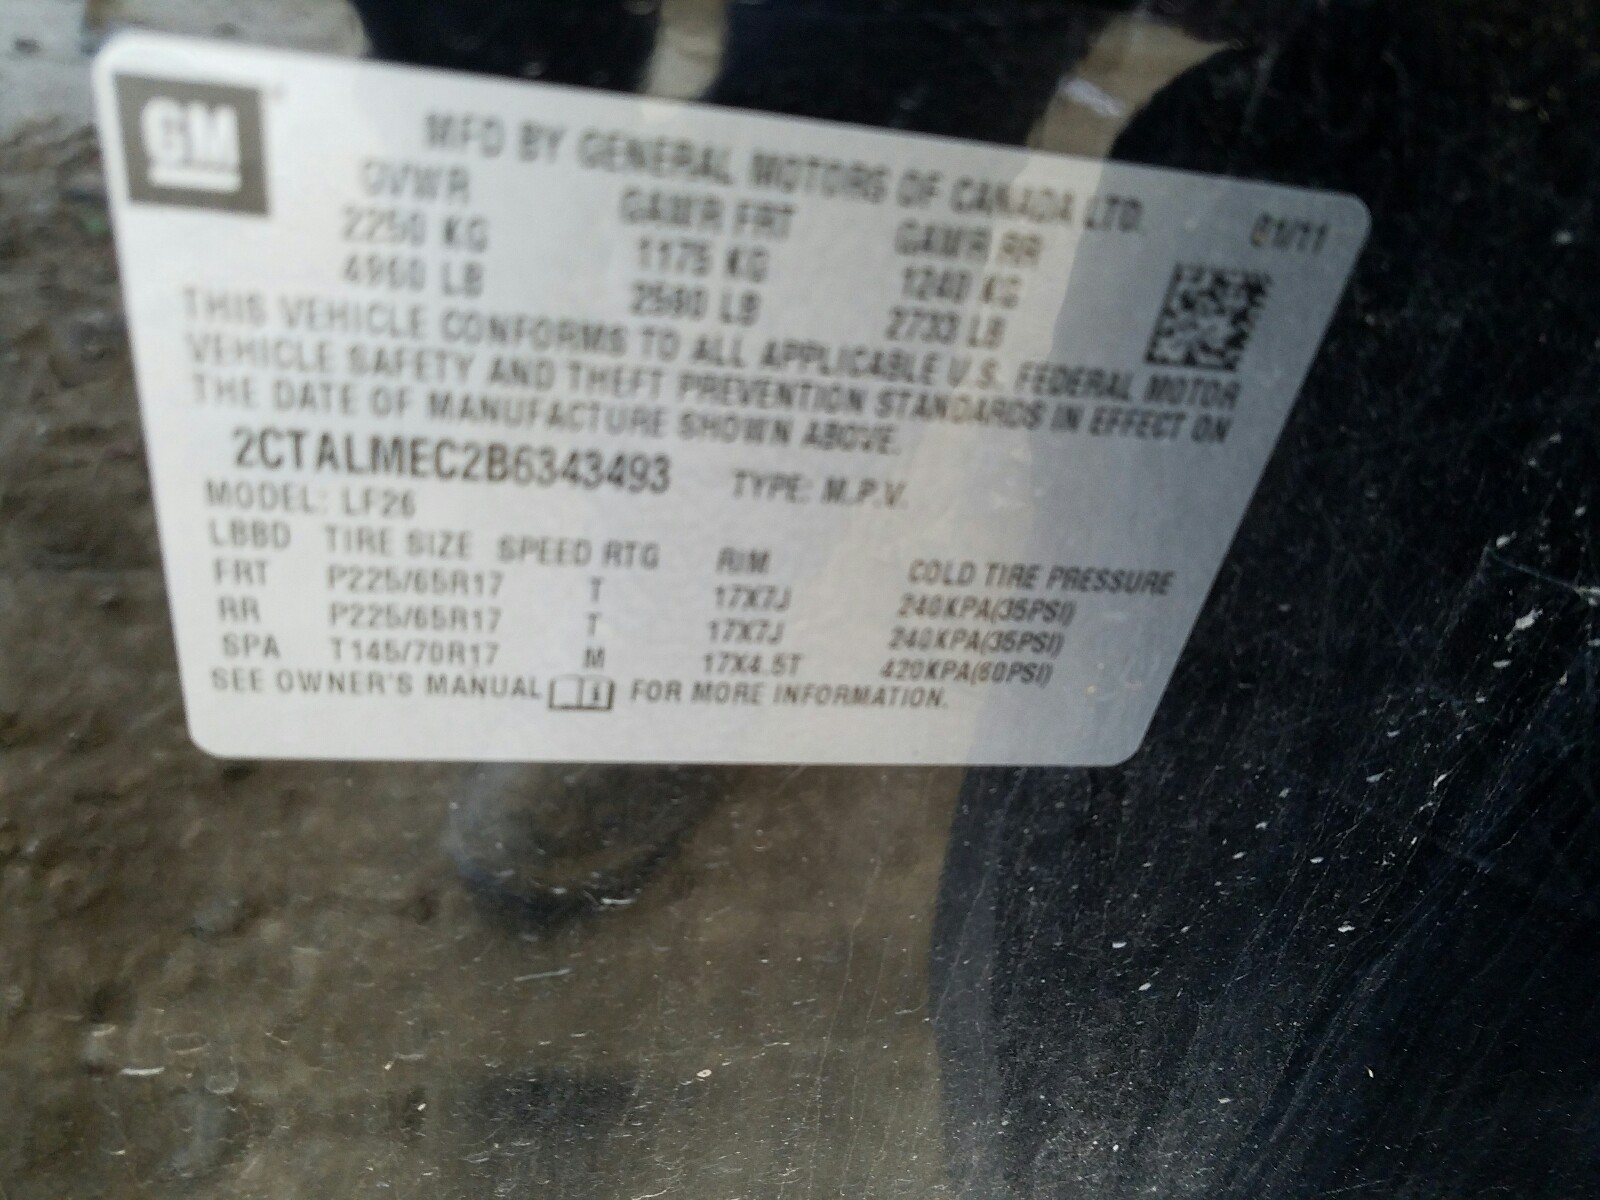 GM
MFD BY GENERAL MOTORS OF CANADA LTD. 01/11
GVWR GAWR FRT GAWR RR
2250 KG 1175 KG 1240 KG
4960 LB 2590 LB 2733 LB
THIS VEHICLE CONFORMS TO ALL APPLICABLE U.S. FEDERAL MOTOR
VEHICLE SAFETY AND THEFT PREVENTION STANDARDS IN EFFECT ON
THE DATE OF MANUFACTURE SHOWN ABOVE.
2CTALMEC2B6343493 TYPE: M.P.V.
MODEL: LF26
LBBD TIRE SIZE SPEED RTG RIM COLD TIRE PRESSURE
FRT P225/65R17 T 17X7J 240KPA(35PSI)
RR P225/65R17 T 17X7J 240KPA(35PSI)
SPA T145/70R17 M 17X4.5T 420KPA(60PSI)
SEE OWNER'S MANUAL FOR MORE INFORMATION.